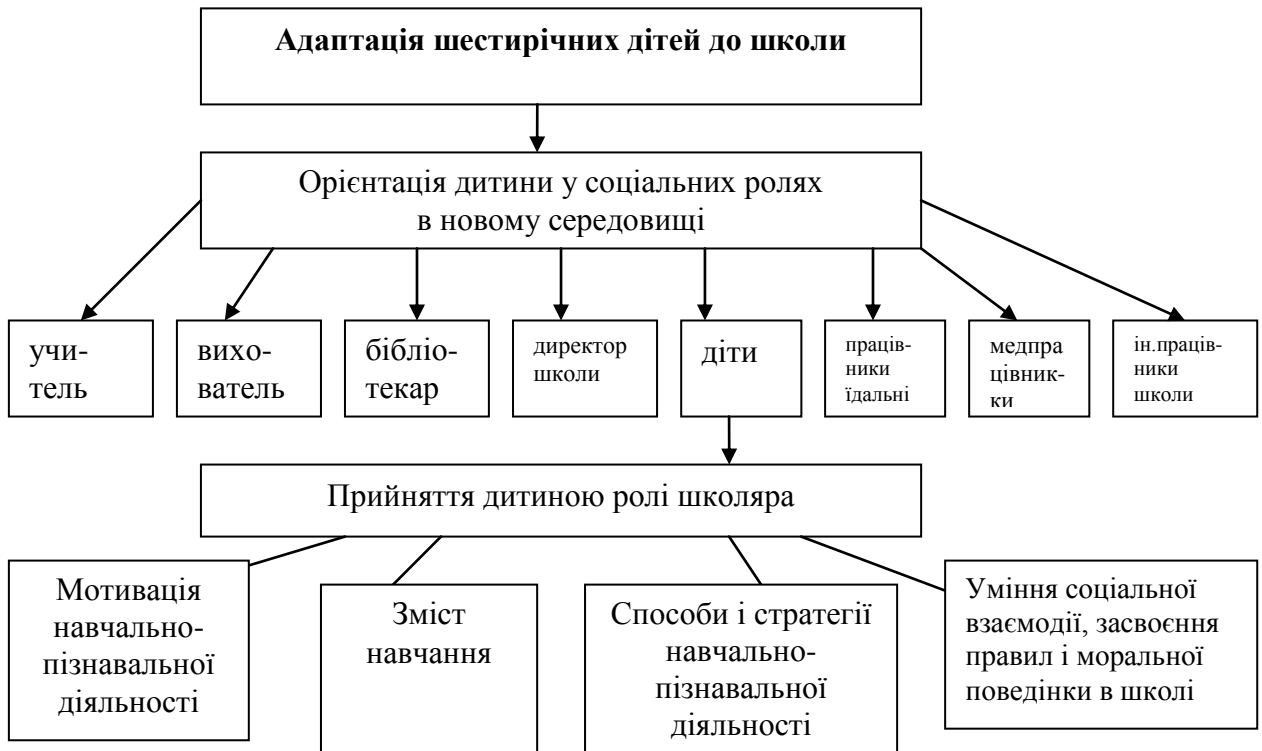 Адаптація шестирічних дітей до школи
Орієнтація дитини у соціальних ролях
в новому середовищі
учи-
тель
вихо-
ватель
бібліо-
текар
директор
школи
діти
праців-
ники
їдальні
медпра
цівник-
ки
ін.праців-
ники
школи
Прийняття дитиною ролі школяра
Мотивація
навчально-
пізнавальної
діяльності
Зміст
навчання
Способи і стратегії
навчально-
пізнавальної
діяльності
Уміння соціальної
взаємодії, засвоєння
правил і моральної
поведінки в школі